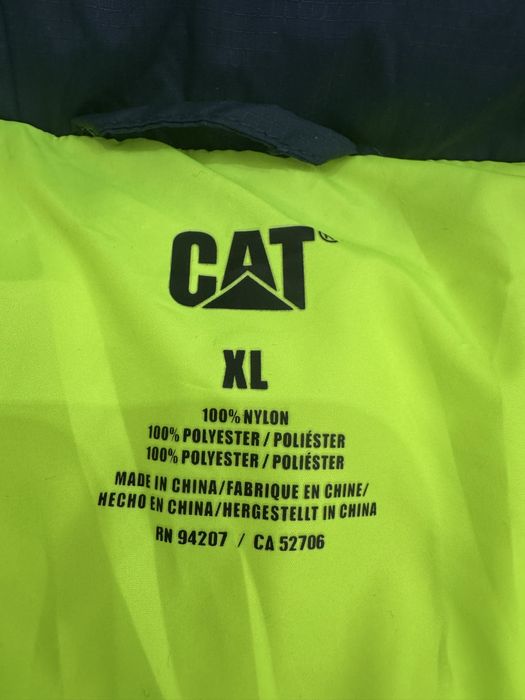 CAT®
XL
100% NYLON
100% POLYESTER / POLIÉSTER
100% POLYESTER / POLIÉSTER
MADE IN CHINA/FABRIQUE EN CHINE/
HECHO EN CHINA/HERGESTELLT IN CHINA
RN 94207 / CA 52706